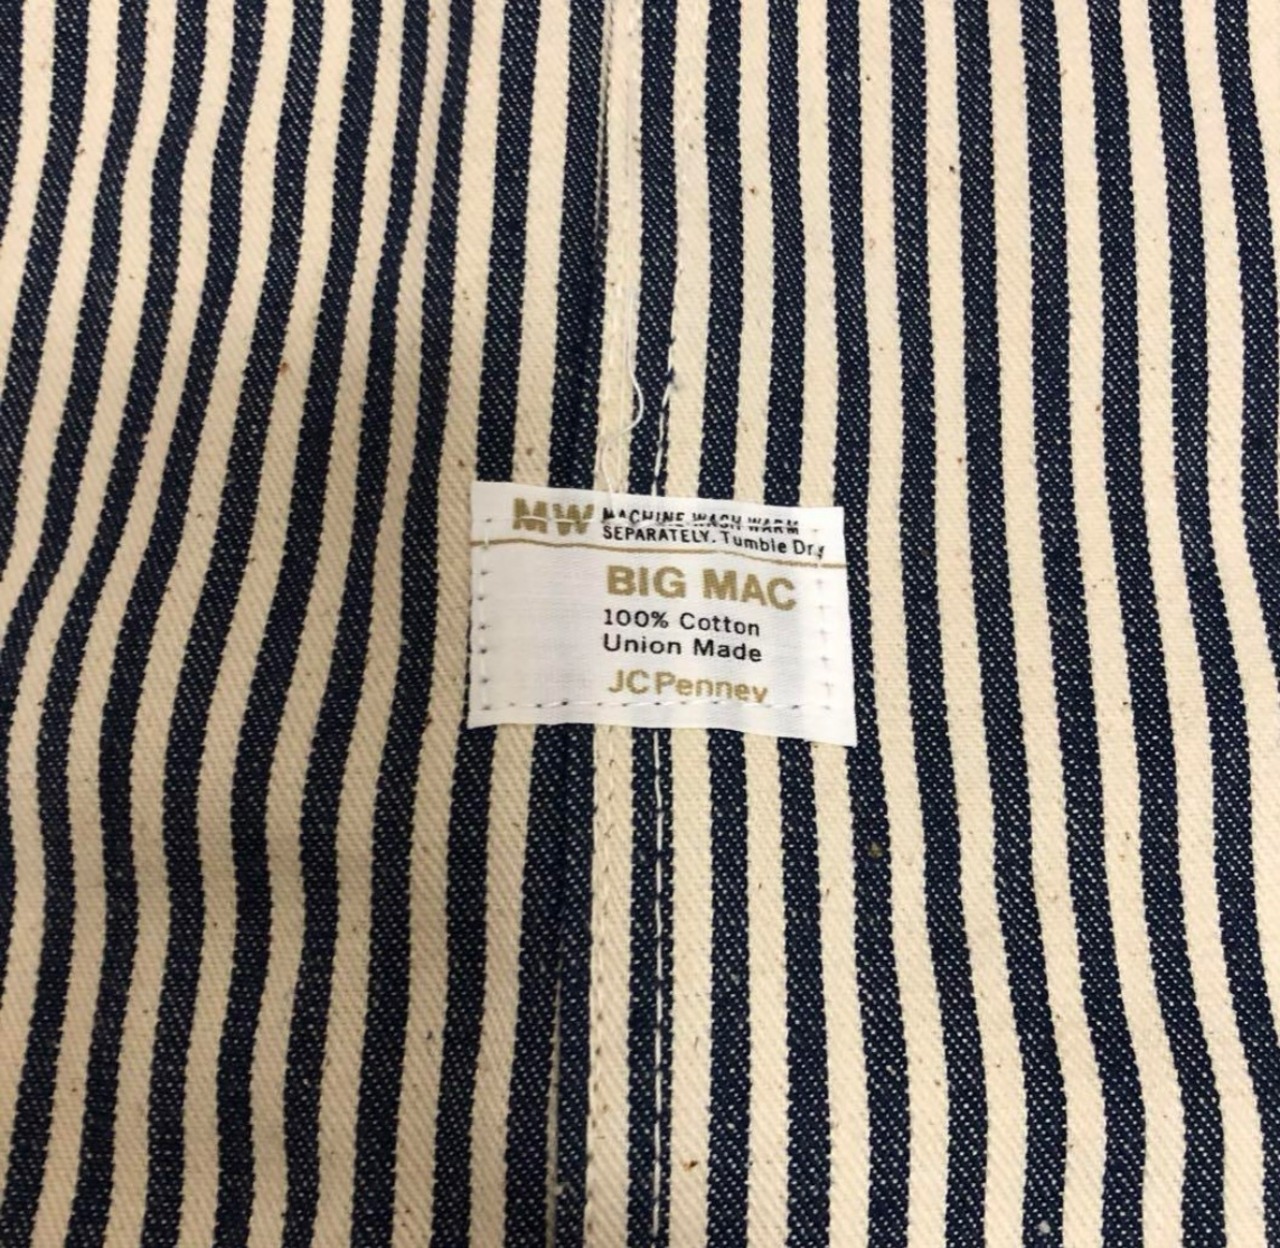 MW MACHINE WASH WARM
SEPARATELY. Tumble Dry
BIG MAC
100% Cotton
Union Made
JCPenney